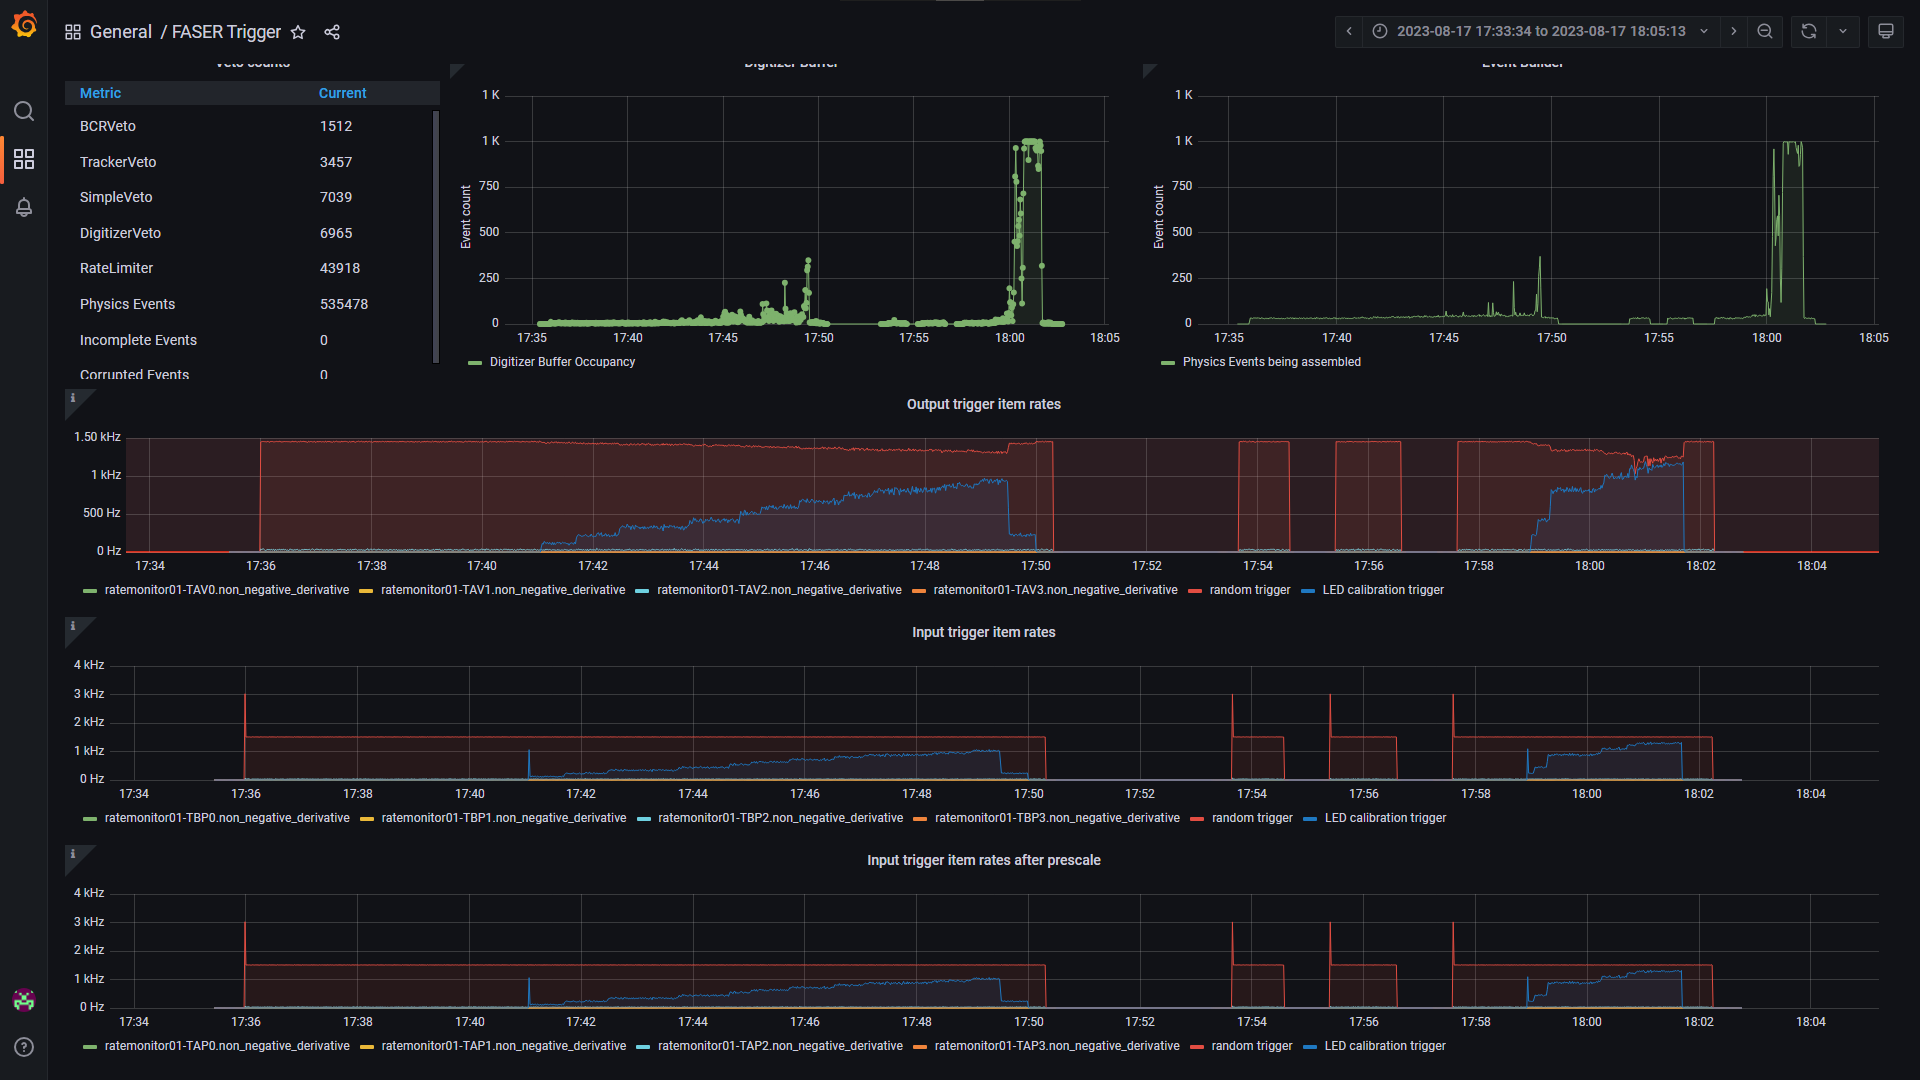 General / FASER Trigger
2023-08-17 17:33:34 to 2023-08-17 18:05:13
Veto counts
Metric Current
BCRVeto 1512
TrackerVeto 3457
SimpleVeto 7039
DigitizerVeto 6965
RateLimiter 43918
Physics Events 535478
Incomplete Events 0
Corrupted Events 0
Digitizer Buffer
Event count
1 K
1 K
750
500
250
0
17:35 17:40 17:45 17:50 17:55 18:00 18:05
Digitizer Buffer Occupancy
Event Builder
Event count
1 K
1 K
750
500
250
0
17:35 17:40 17:45 17:50 17:55 18:00 18:05
Physics Events being assembled
Output trigger item rates
1.50 kHz
1 kHz
500 Hz
0 Hz
17:34 17:36 17:38 17:40 17:42 17:44 17:46 17:48 17:50 17:52 17:54 17:56 17:58 18:00 18:02 18:04
ratemonitor01-TAV0.non_negative_derivative ratemonitor01-TAV1.non_negative_derivative ratemonitor01-TAV2.non_negative_derivative ratemonitor01-TAV3.non_negative_derivative random trigger LED calibration trigger
Input trigger item rates
4 kHz
3 kHz
2 kHz
1 kHz
0 Hz
17:34 17:36 17:38 17:40 17:42 17:44 17:46 17:48 17:50 17:52 17:54 17:56 17:58 18:00 18:02 18:04
ratemonitor01-TBP0.non_negative_derivative ratemonitor01-TBP1.non_negative_derivative ratemonitor01-TBP2.non_negative_derivative ratemonitor01-TBP3.non_negative_derivative random trigger LED calibration trigger
Input trigger item rates after prescale
4 kHz
3 kHz
2 kHz
1 kHz
0 Hz
17:34 17:36 17:38 17:40 17:42 17:44 17:46 17:48 17:50 17:52 17:54 17:56 17:58 18:00 18:02 18:04
ratemonitor01-TAP0.non_negative_derivative ratemonitor01-TAP1.non_negative_derivative ratemonitor01-TAP2.non_negative_derivative ratemonitor01-TAP3.non_negative_derivative random trigger LED calibration trigger